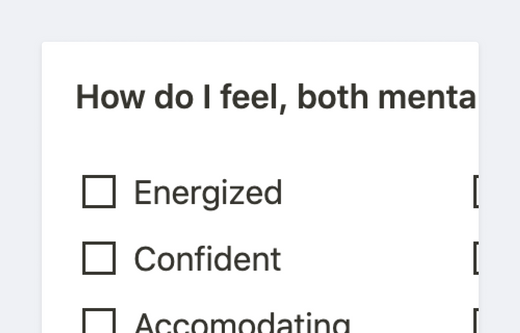 How do I feel, both menta
Energized
Confident
Accomodating